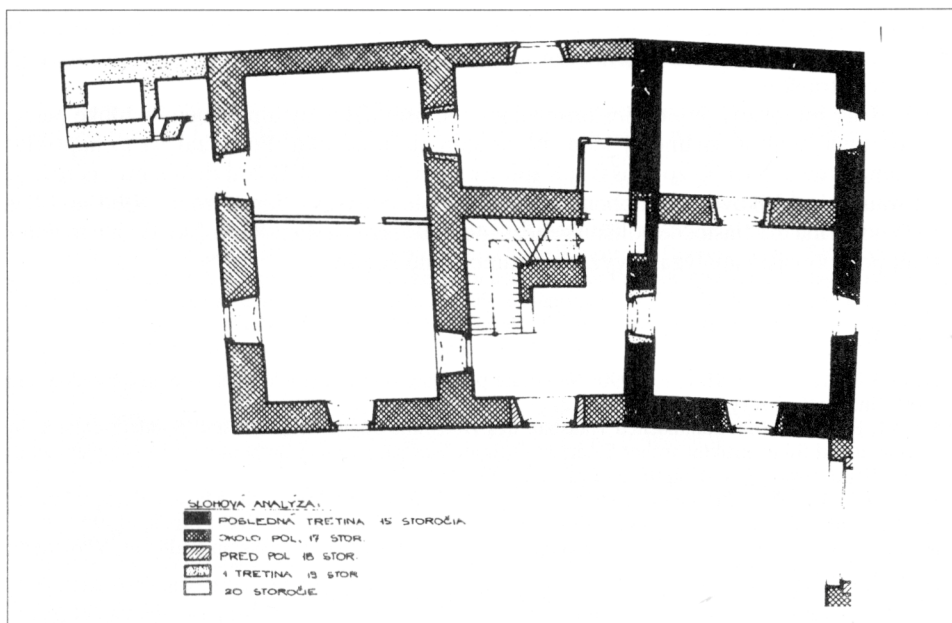 SLOHOVÁ ANALÝZA:
POSLEDNÁ TRETINA 15 STOROČIA
OKOLO POL. 17 STOR.
PRED POL 18 STOR.
1 TRETINA 19 STOR
20 STOROČIE